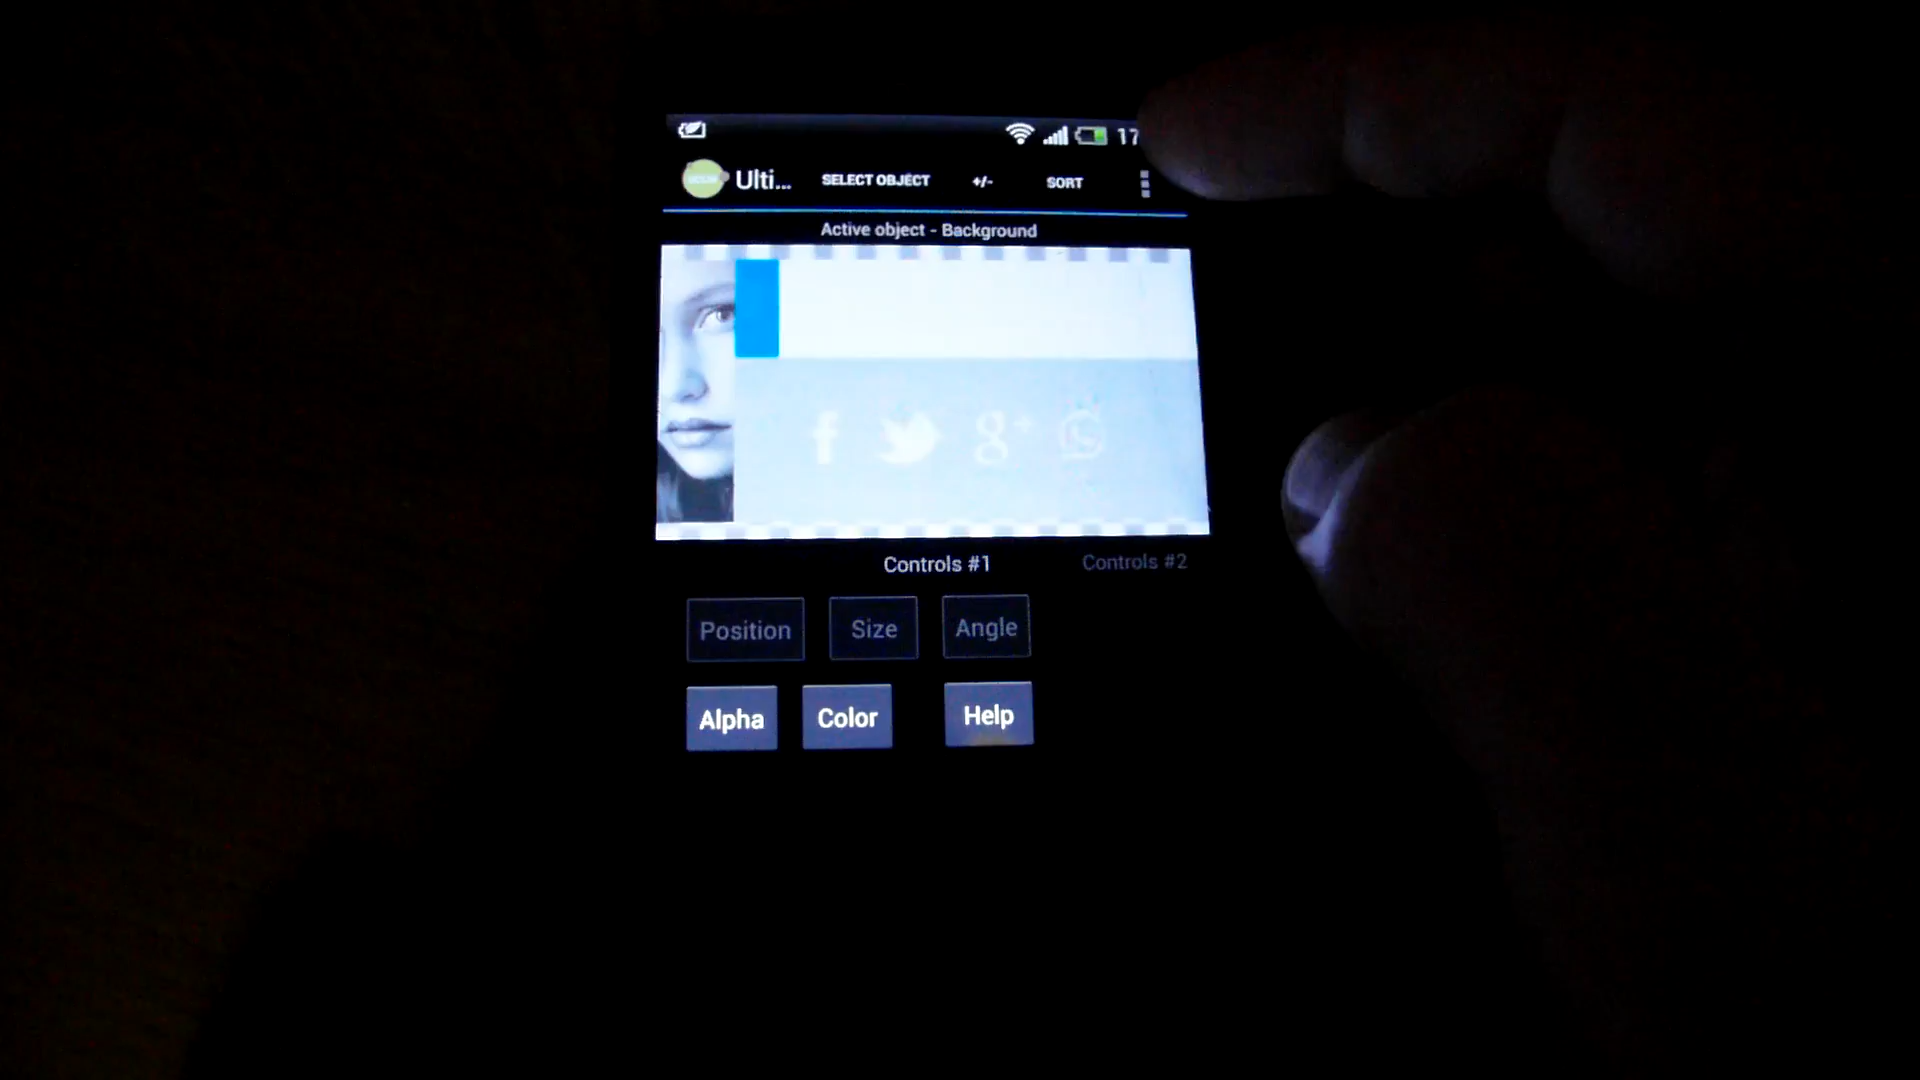 17
Ulti... SELECT OBJECT +/- SORT
Active object - Background
f g+
Controls #1 Controls #2
Position Size Angle
Alpha Color Help